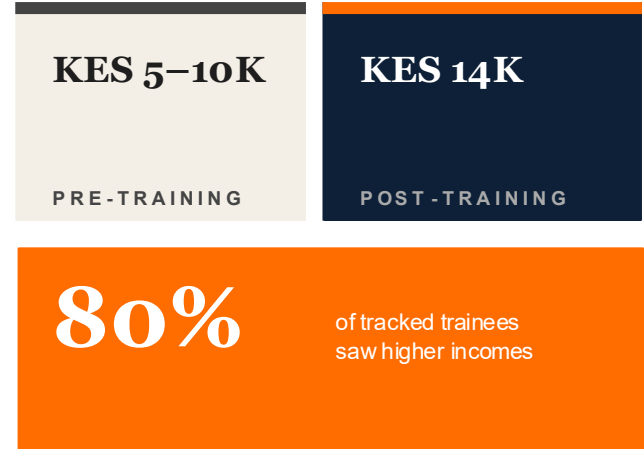 KES 5–10K
KES 14K
PRE-TRAINING
POST-TRAINING
80%
of tracked trainees
saw higher incomes